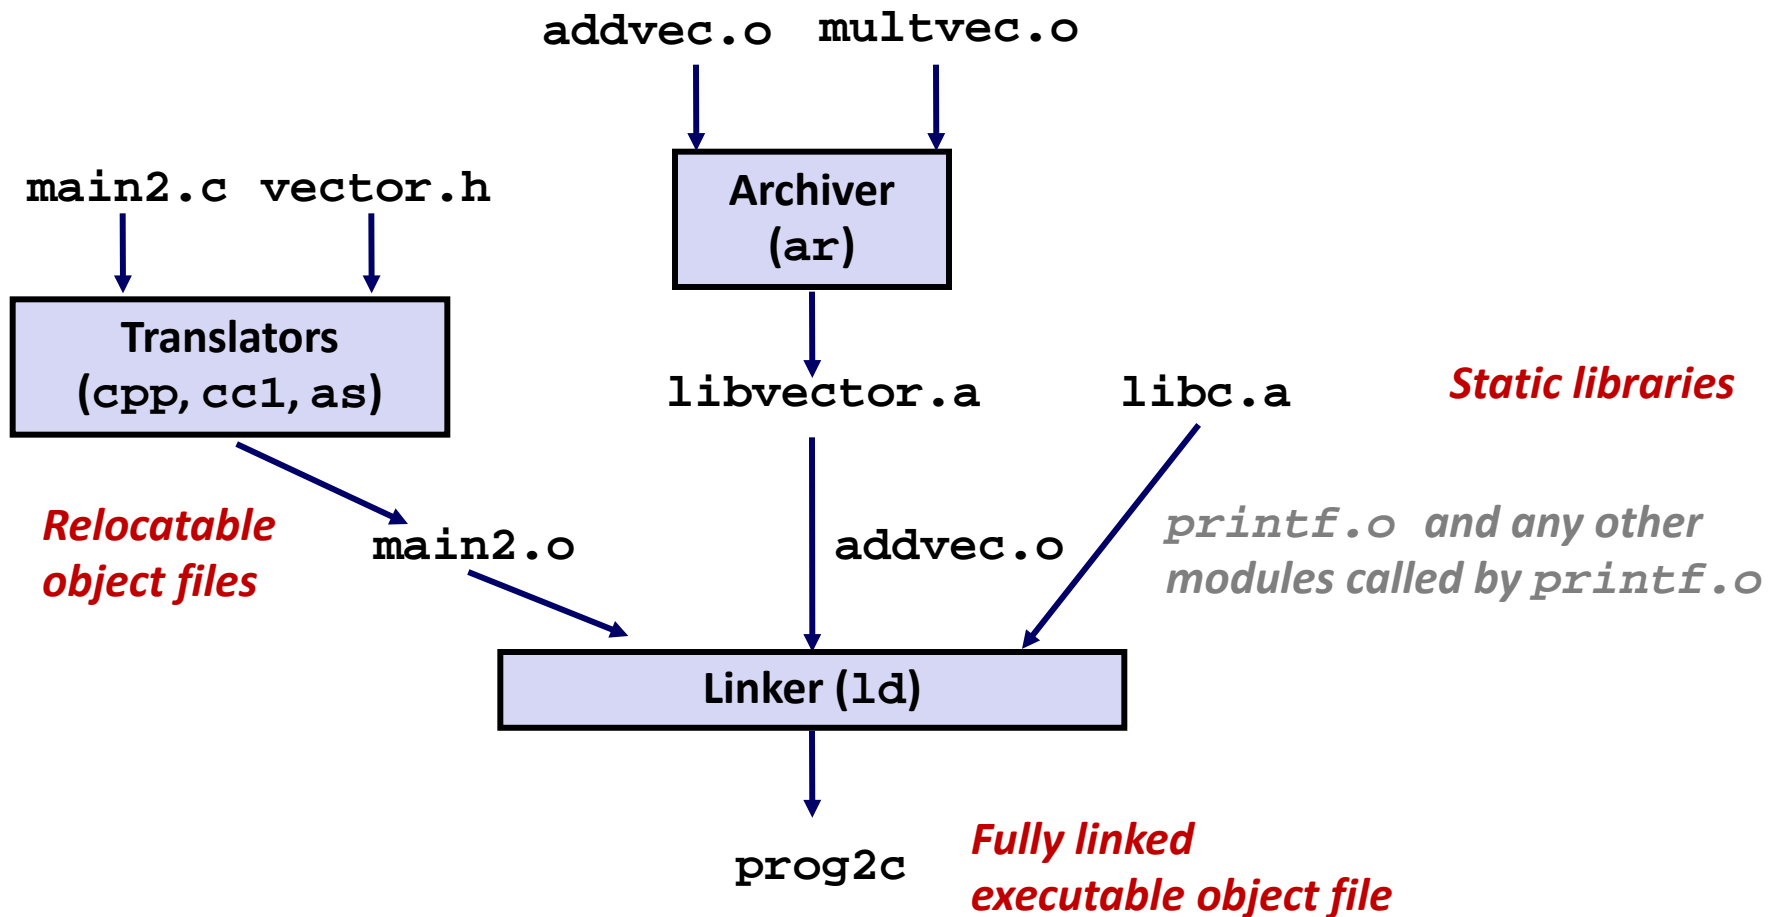 addvec.o multvec.o
main2.c vector.h
Archiver
(ar)
Translators
(cpp, cc1, as)
libvector.a
libc.a
Static libraries
Relocatable
object files
main2.o
addvec.o
printf.o and any other
modules called by printf.o
Linker (ld)
prog2c
Fully linked
executable object file